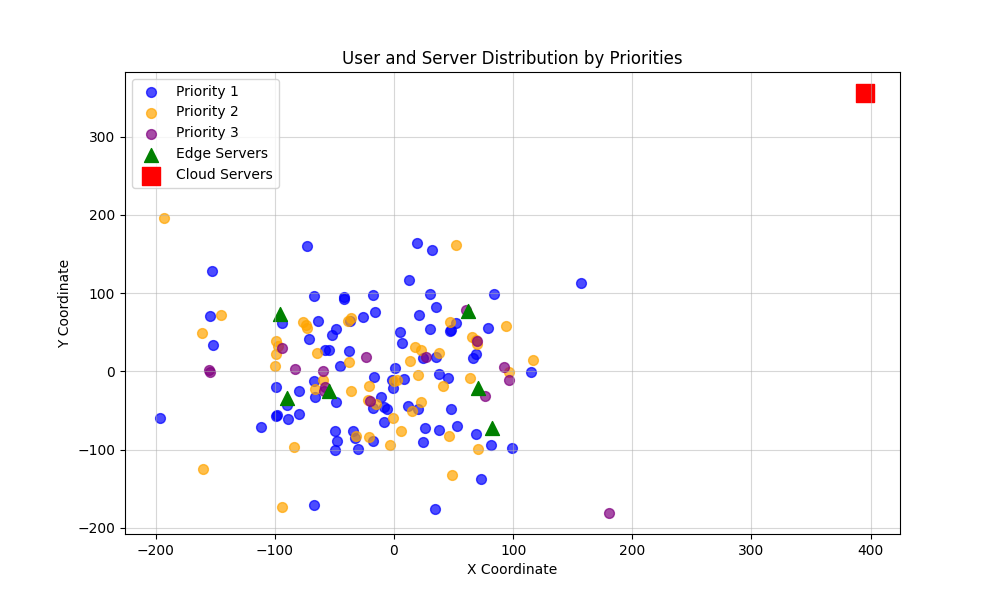 User and Server Distribution by Priorities
Priority 1
Priority 2
Priority 3
Edge Servers
Cloud Servers
Y Coordinate
300
200
100
0
−100
−200
−200
−100
0
100
200
300
400
X Coordinate